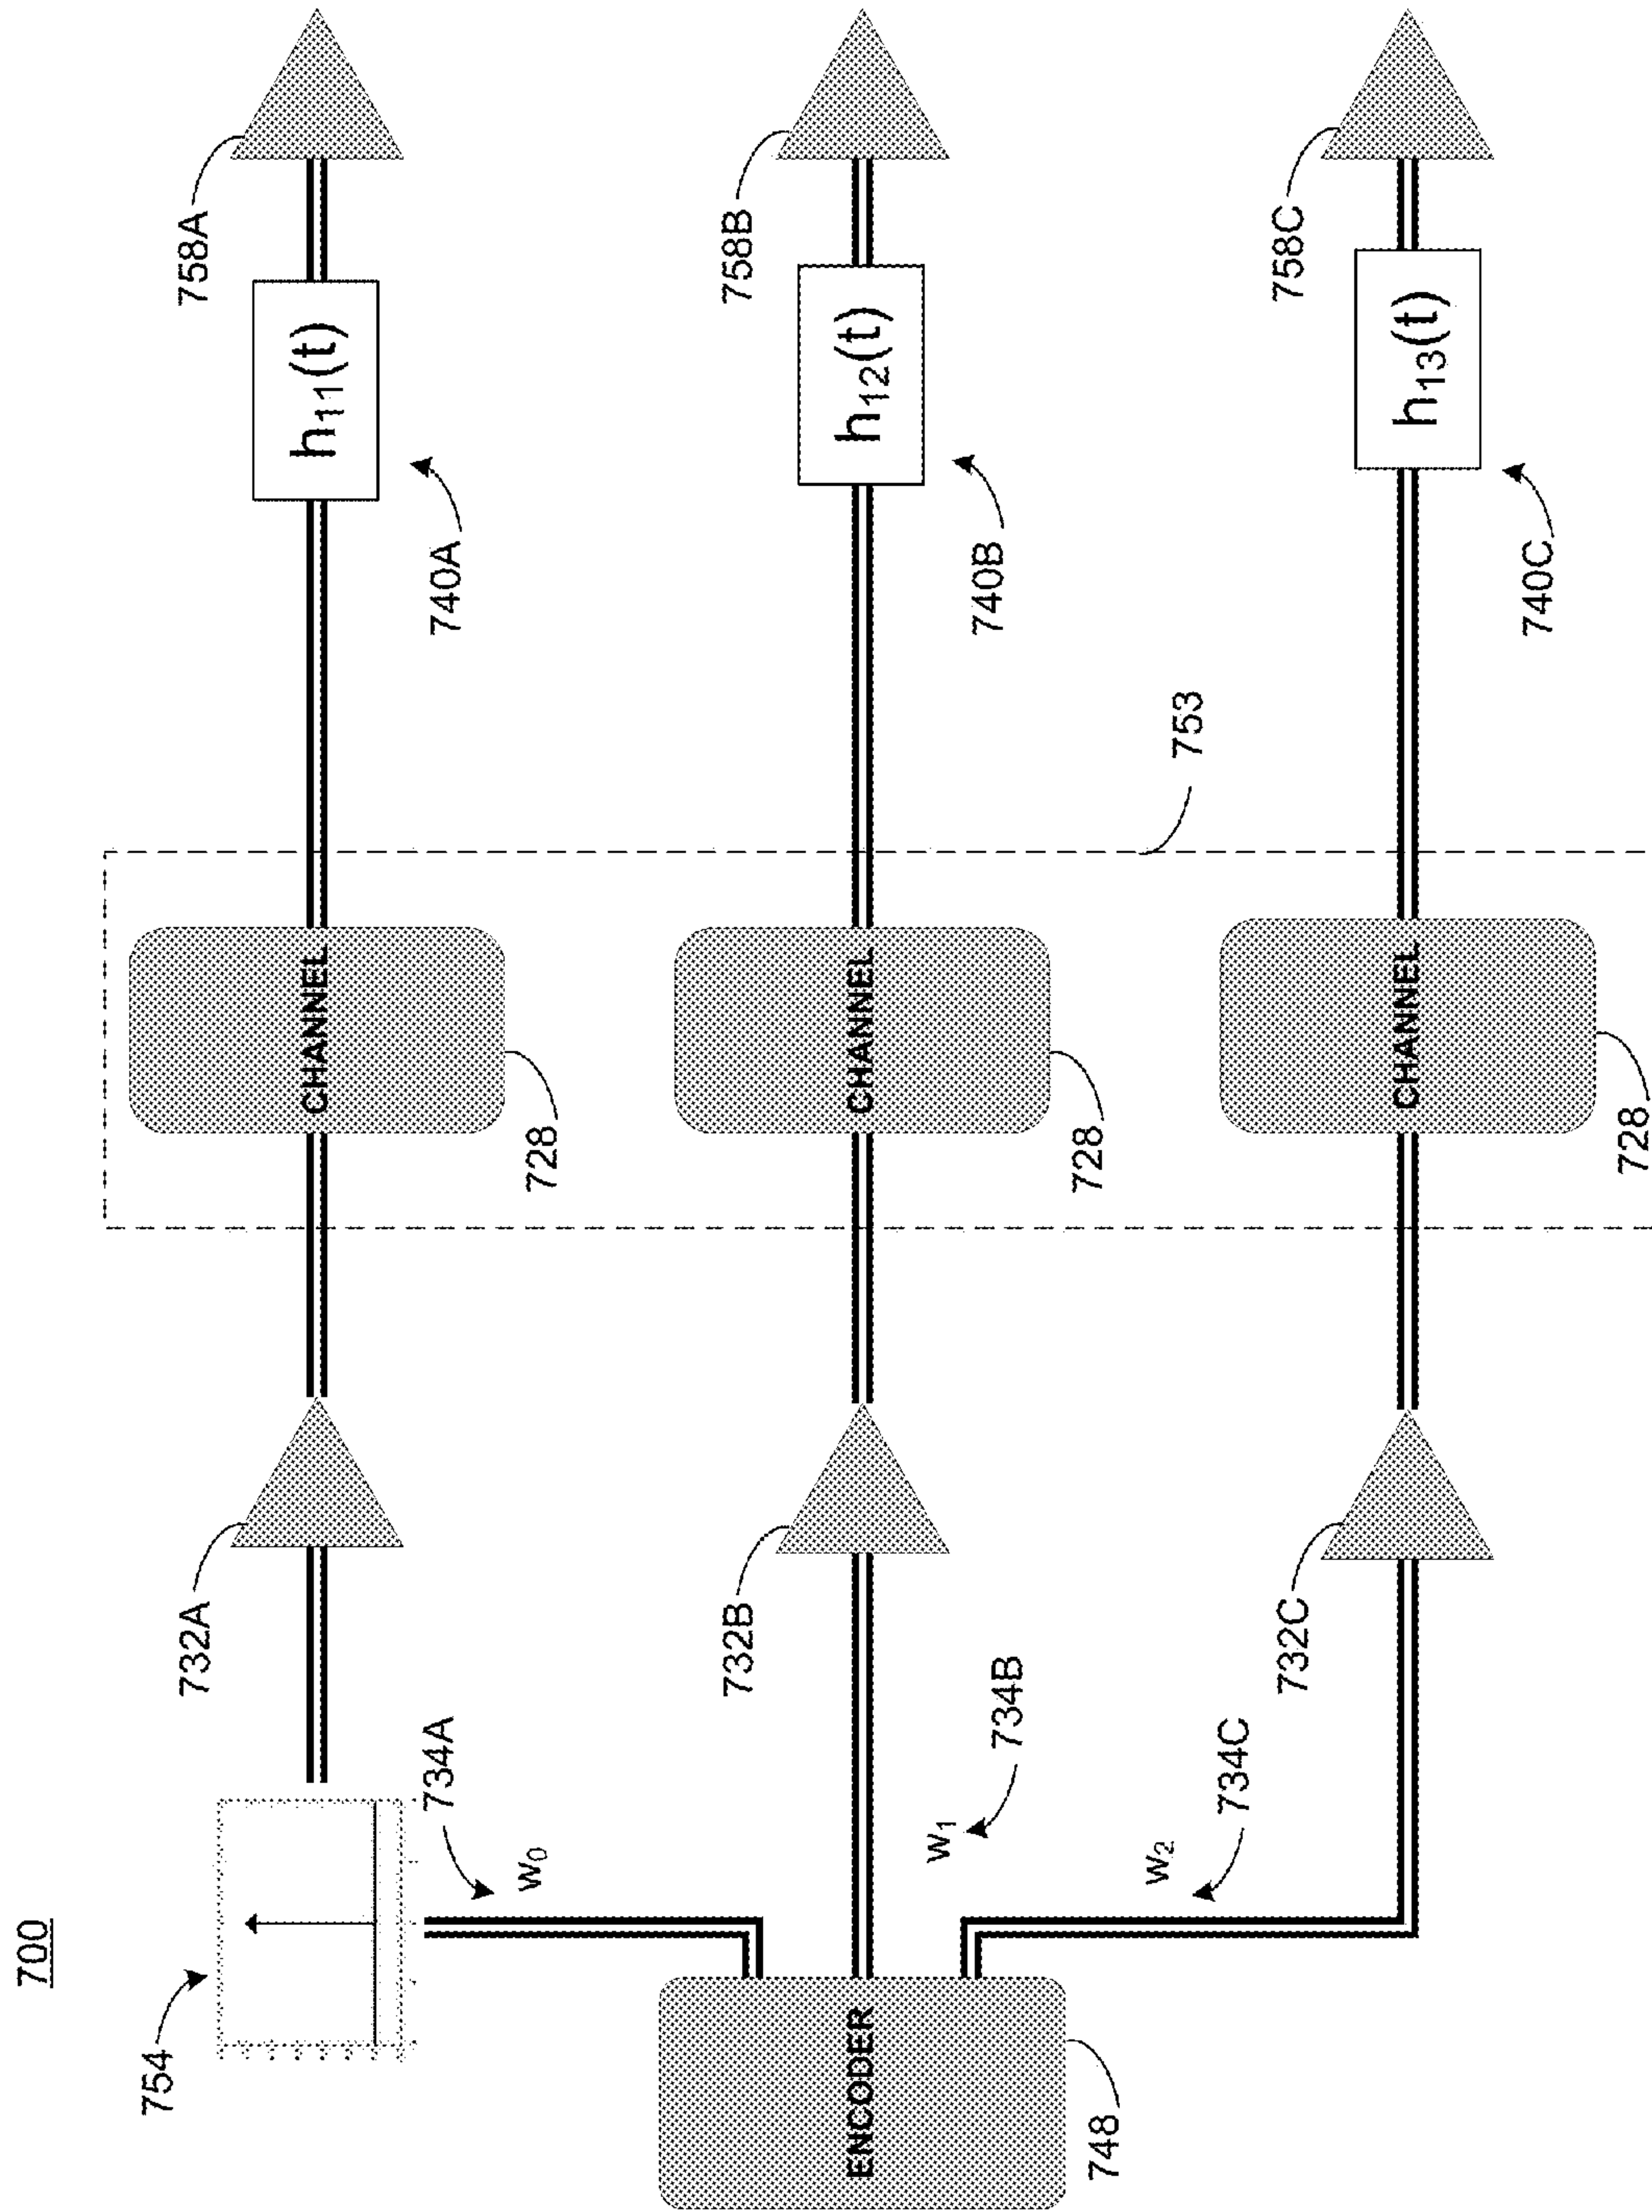 700
758A
h11(t)
740A
CHANNEL
728
732A
754
734A
w0
758B
h12(t)
740B
753
CHANNEL
728
732B
734B
w1
ENCODER
748
758C
h13(t)
740C
CHANNEL
728
732C
734C
w2